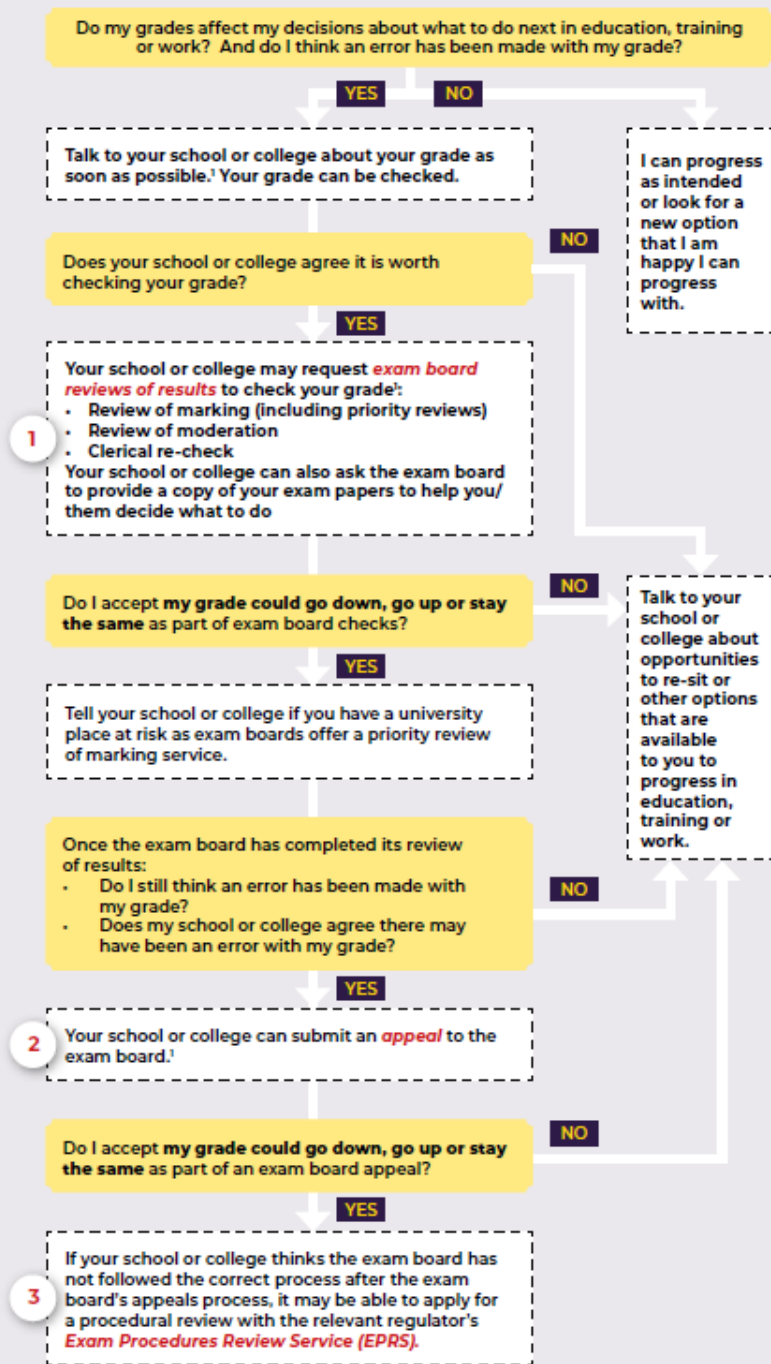 Do my grades affect my decisions about what to do next in education, training
or work? And do I think an error has been made with my grade?
YES
NO
Talk to your school or college about your grade as
soon as possible.¹ Your grade can be checked.
I can progress
as intended
or look for a
new option
that I am
happy I can
progress
with.
NO
Does your school or college agree it is worth
checking your grade?
YES
1
Your school or college may request exam board
reviews of results to check your grade¹:
• Review of marking (including priority reviews)
• Review of moderation
• Clerical re-check
Your school or college can also ask the exam board
to provide a copy of your exam papers to help you/
them decide what to do
NO
Do I accept my grade could go down, go up or stay
the same as part of exam board checks?
Talk to your
school or
college about
opportunities
to re-sit or
other options
that are
available
to you to
progress in
education,
training or
work.
YES
Tell your school or college if you have a university
place at risk as exam boards offer a priority review
of marking service.
Once the exam board has completed its review
of results:
• Do I still think an error has been made with
my grade?
• Does my school or college agree there may
have been an error with my grade?
NO
YES
2
Your school or college can submit an appeal to the
exam board.¹
NO
Do I accept my grade could go down, go up or stay
the same as part of an exam board appeal?
YES
3
If your school or college thinks the exam board has
not followed the correct process after the exam
board's appeals process, it may be able to apply for
a procedural review with the relevant regulator's
Exam Procedures Review Service (EPRS).